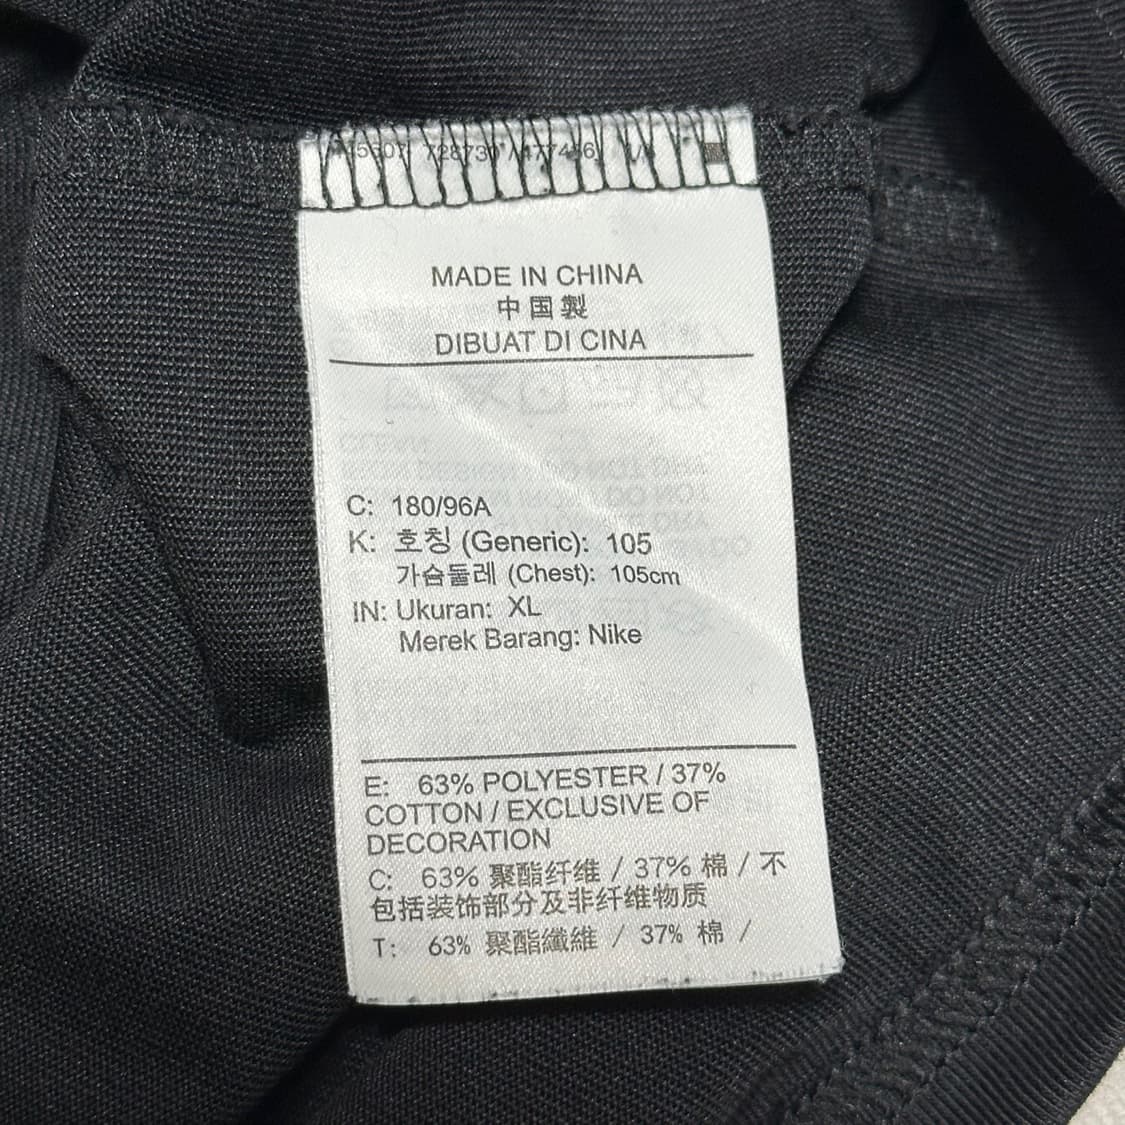 MADE IN CHINA
中国製
DIBUAT DI CINA
C: 180/96A
K: 호칭 (Generic): 105
가슴둘레 (Chest): 105cm
IN: Ukuran: XL
Merek Barang: Nike
E: 63% POLYESTER / 37%
COTTON / EXCLUSIVE OF
DECORATION
C: 63% 聚酯纤维 / 37% 棉 / 不
包括装饰部分及非纤维物质
T: 63% 聚酯纖維 / 37% 棉 /